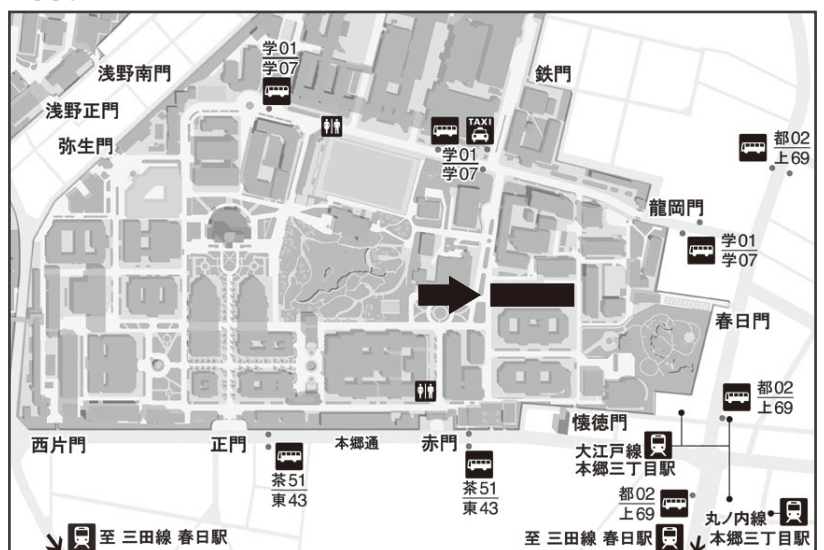 学01
学07
浅野南門
鉄門
浅野正門
TAXI
弥生門
学01
学07
都02
上69
龍岡門
学01
学07
春日門
都02
上69
懐徳門
西片門
正門
本郷通
赤門
大江戸線
本郷三丁目駅
茶51
東43
茶51
東43
都02
上69
丸ノ内線
本郷三丁目駅
至 三田線 春日駅
至 三田線 春日駅